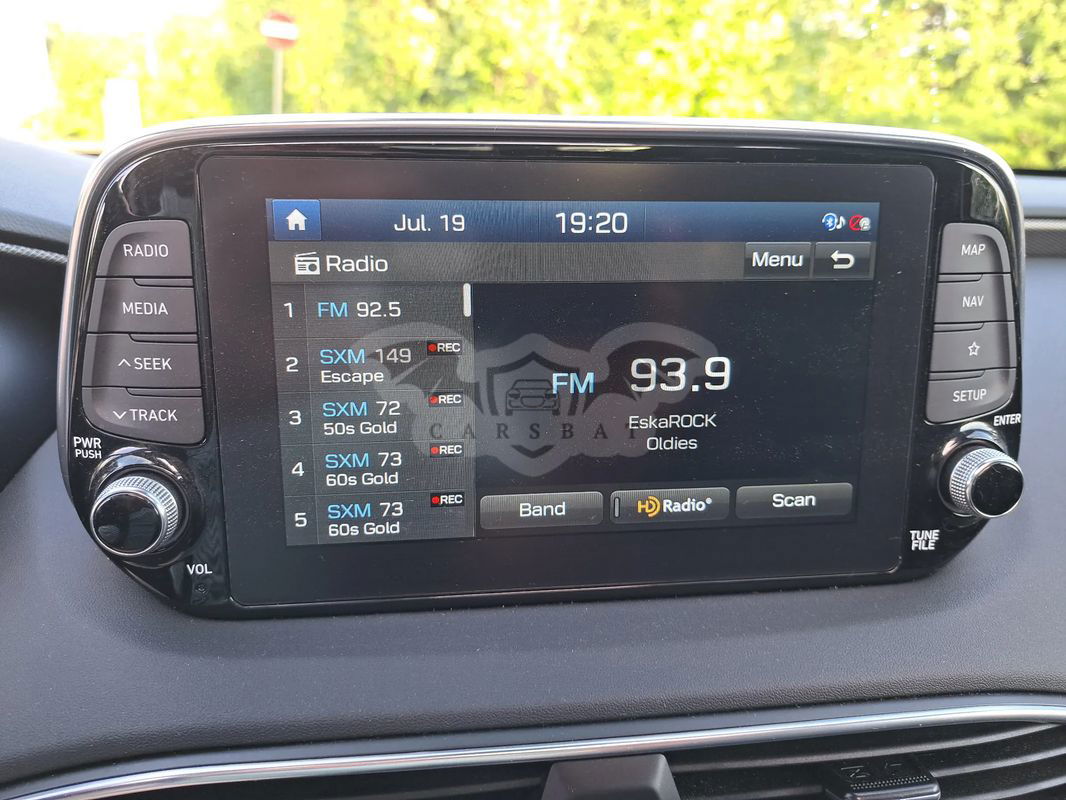 Jul. 19 19:20
Radio Menu
1 FM 92.5
2 SXM 149 REC
Escape
3 SXM 72 REC
50s Gold
4 SXM 73 REC
60s Gold
5 SXM 73 REC
60s Gold
FM 93.9
EskaROCK
Oldies
CARSBAT
Band HD Radio® Scan
RADIO
MEDIA
SEEK
TRACK
PWR
PUSH
VOL
MAP
NAV
SETUP
ENTER
TUNE
FILE